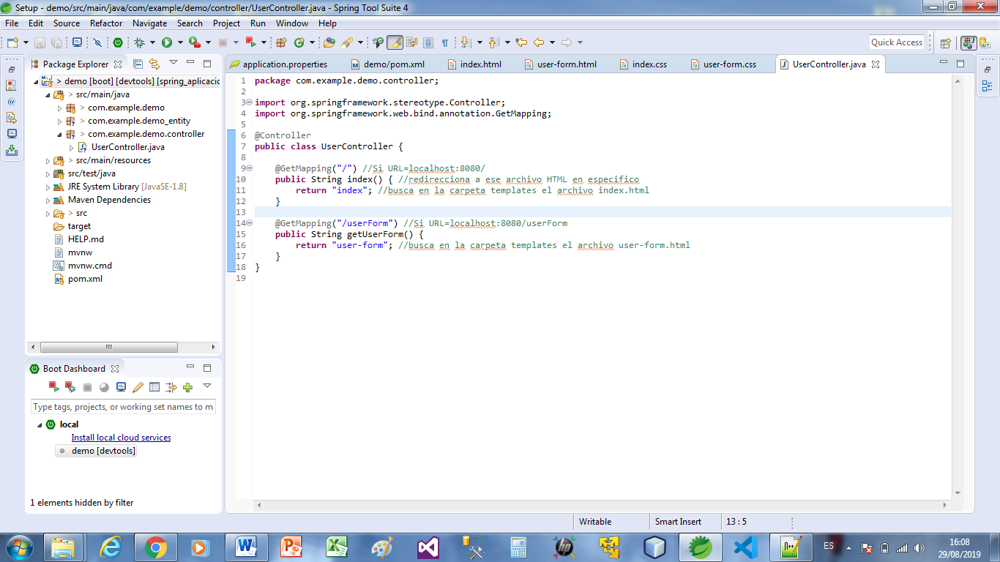 Setup - demo/src/main/java/com/example/demo/controller/UserController.java - Spring Tool Suite 4
File Edit Source Refactor Navigate Search Project Run Window Help
Quick Access
Package Explorer
> demo [boot] [devtools] [spring_aplicacic
> src/main/java
> com.example.demo
> com.example.demo_entity
> com.example.demo.controller
UserController.java
> src/main/resources
src/test/java
JRE System Library [JavaSE-1.8]
Maven Dependencies
> src
target
HELP.md
mvnw
mvnw.cmd
pom.xml
Boot Dashboard
Type tags, projects, or working set names to m
local
Install local cloud services
demo [devtools]
1 elements hidden by filter
application.properties demo/pom.xml index.html user-form.html index.css user-form.css UserController.java
1 package com.example.demo.controller;
2
3 import org.springframework.stereotype.Controller;
4 import org.springframework.web.bind.annotation.GetMapping;
5
6 @Controller
7 public class UserController {
8
9 @GetMapping("/") //Si URL=localhost:8080/
10 public String index() { //redirecciona a ese archivo HTML en especifico
11 return "index"; //busca en la carpeta templates el archivo index.html
12 }
13
14 @GetMapping("/userForm") //Si URL=localhost:8080/userForm
15 public String getUserForm() {
16 return "user-form"; //busca en la carpeta templates el archivo user-form.html
17 }
18 }
19
Writable Smart Insert 13 : 5
ES 16:08
29/08/2019